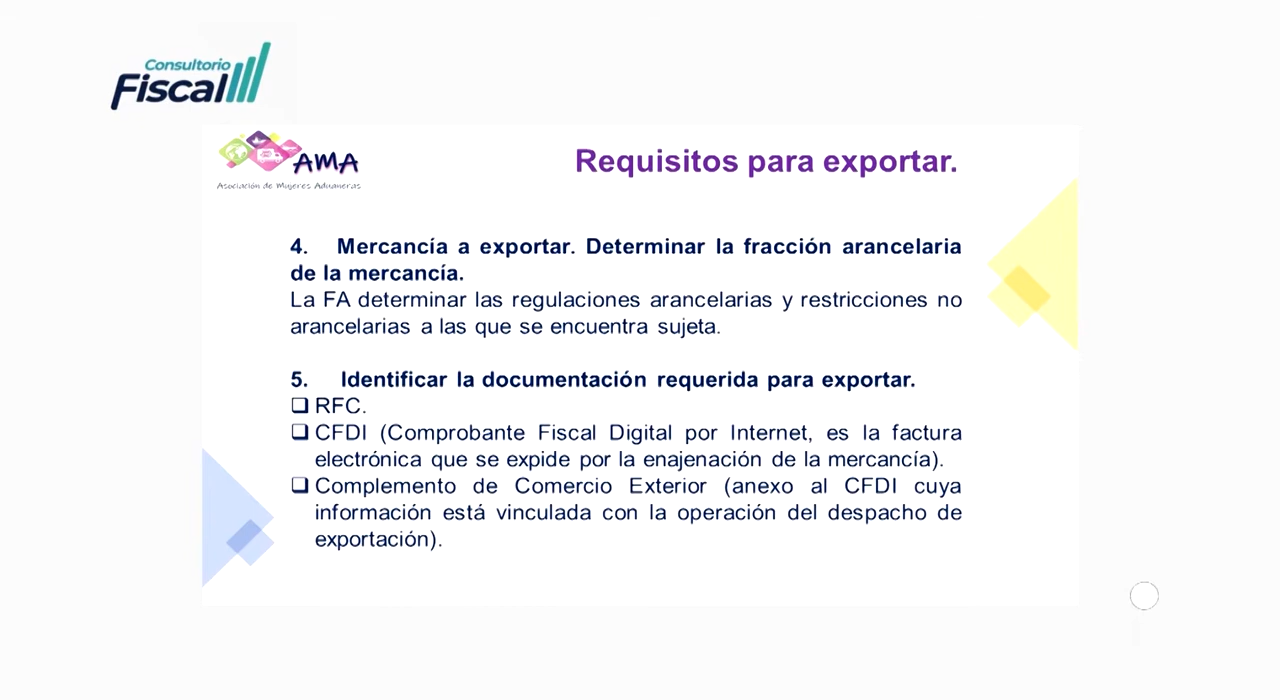 Consultorio
Fiscal
AMA
Asociación de Mujeres Aduaneras
Requisitos para exportar.
4. Mercancía a exportar. Determinar la fracción arancelaria
de la mercancía.
La FA determinar las regulaciones arancelarias y restricciones no
arancelarias a las que se encuentra sujeta.
5. Identificar la documentación requerida para exportar.
❑ RFC.
❑ CFDI (Comprobante Fiscal Digital por Internet, es la factura
electrónica que se expide por la enajenación de la mercancía).
❑ Complemento de Comercio Exterior (anexo al CFDI cuya
información está vinculada con la operación del despacho de
exportación).